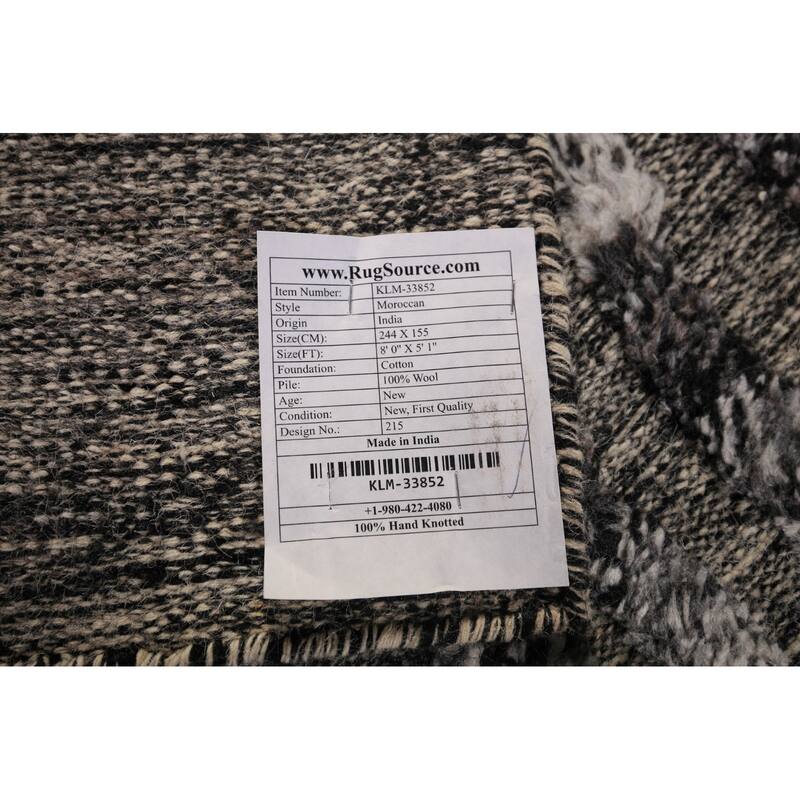 www.RugSource.com
Item Number: KLM-33852
Style Moroccan
Origin India
Size(CM): 244 X 155
Size(FT): 8' 0" X 5' 1"
Foundation: Cotton
Pile: 100% Wool
Age: New
Condition: New, First Quality
Design No.: 215
Made in India
KLM-33852
+1-980-422-4080
100% Hand Knotted